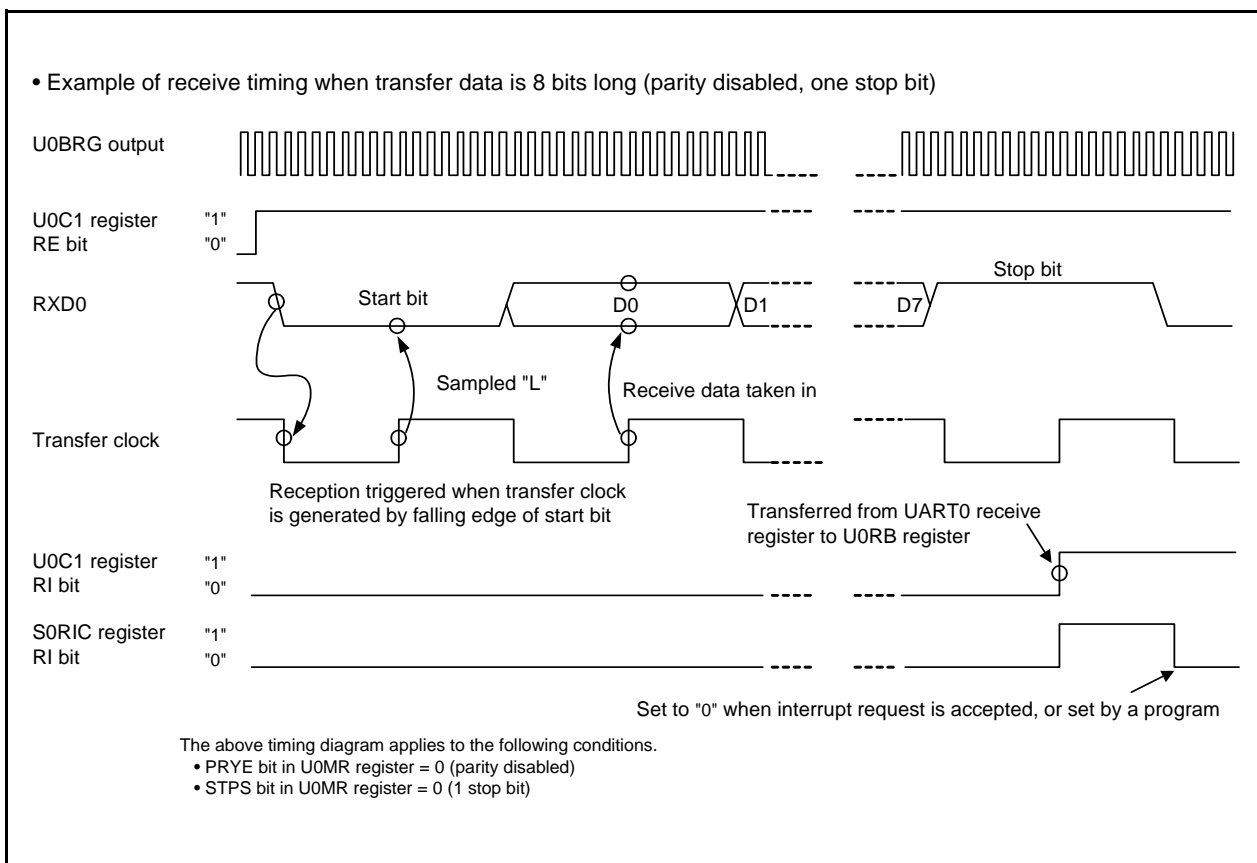 • Example of receive timing when transfer data is 8 bits long (parity disabled, one stop bit)
U0BRG output
U0C1 register
RE bit
"1"
"0"
RXD0
Start bit
D0
D1
D7
Stop bit
Sampled "L"
Receive data taken in
Transfer clock
Reception triggered when transfer clock
is generated by falling edge of start bit
Transferred from UART0 receive
register to U0RB register
U0C1 register
RI bit
"1"
"0"
S0RIC register
RI bit
"1"
"0"
Set to "0" when interrupt request is accepted, or set by a program
The above timing diagram applies to the following conditions.
• PRYE bit in U0MR register = 0 (parity disabled)
• STPS bit in U0MR register = 0 (1 stop bit)